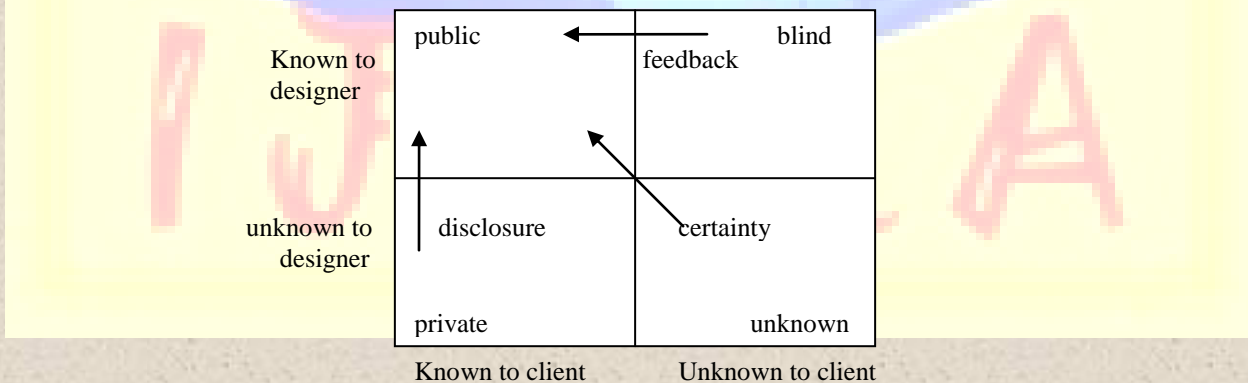 public
blind
Known to
designer
feedback
unknown to
designer
disclosure
certainty
private
unknown
Known to client
Unknown to client